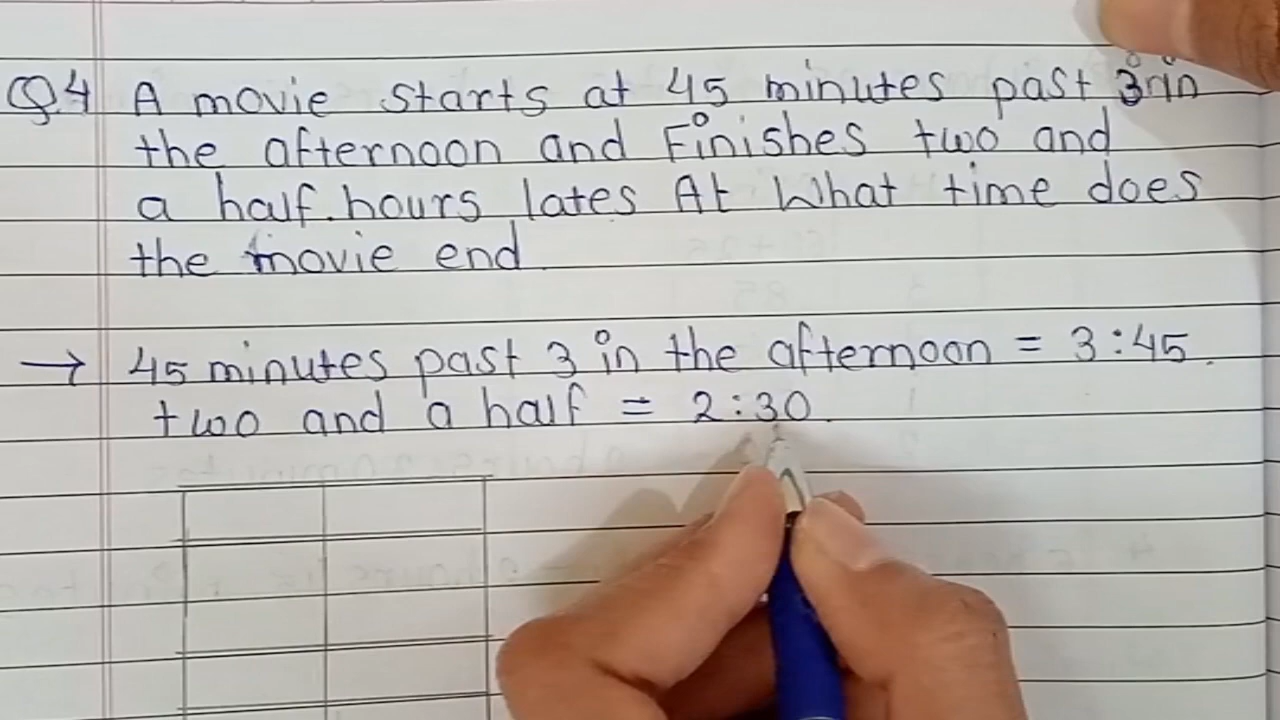 Q.4 A movie starts at 45 minutes past 3 in
the afternoon and Finishes two and
a half. hours lates At What time does
the movie end
→ 45 minutes past 3 in the afternoon = 3:45.
two and a half = 2:30.